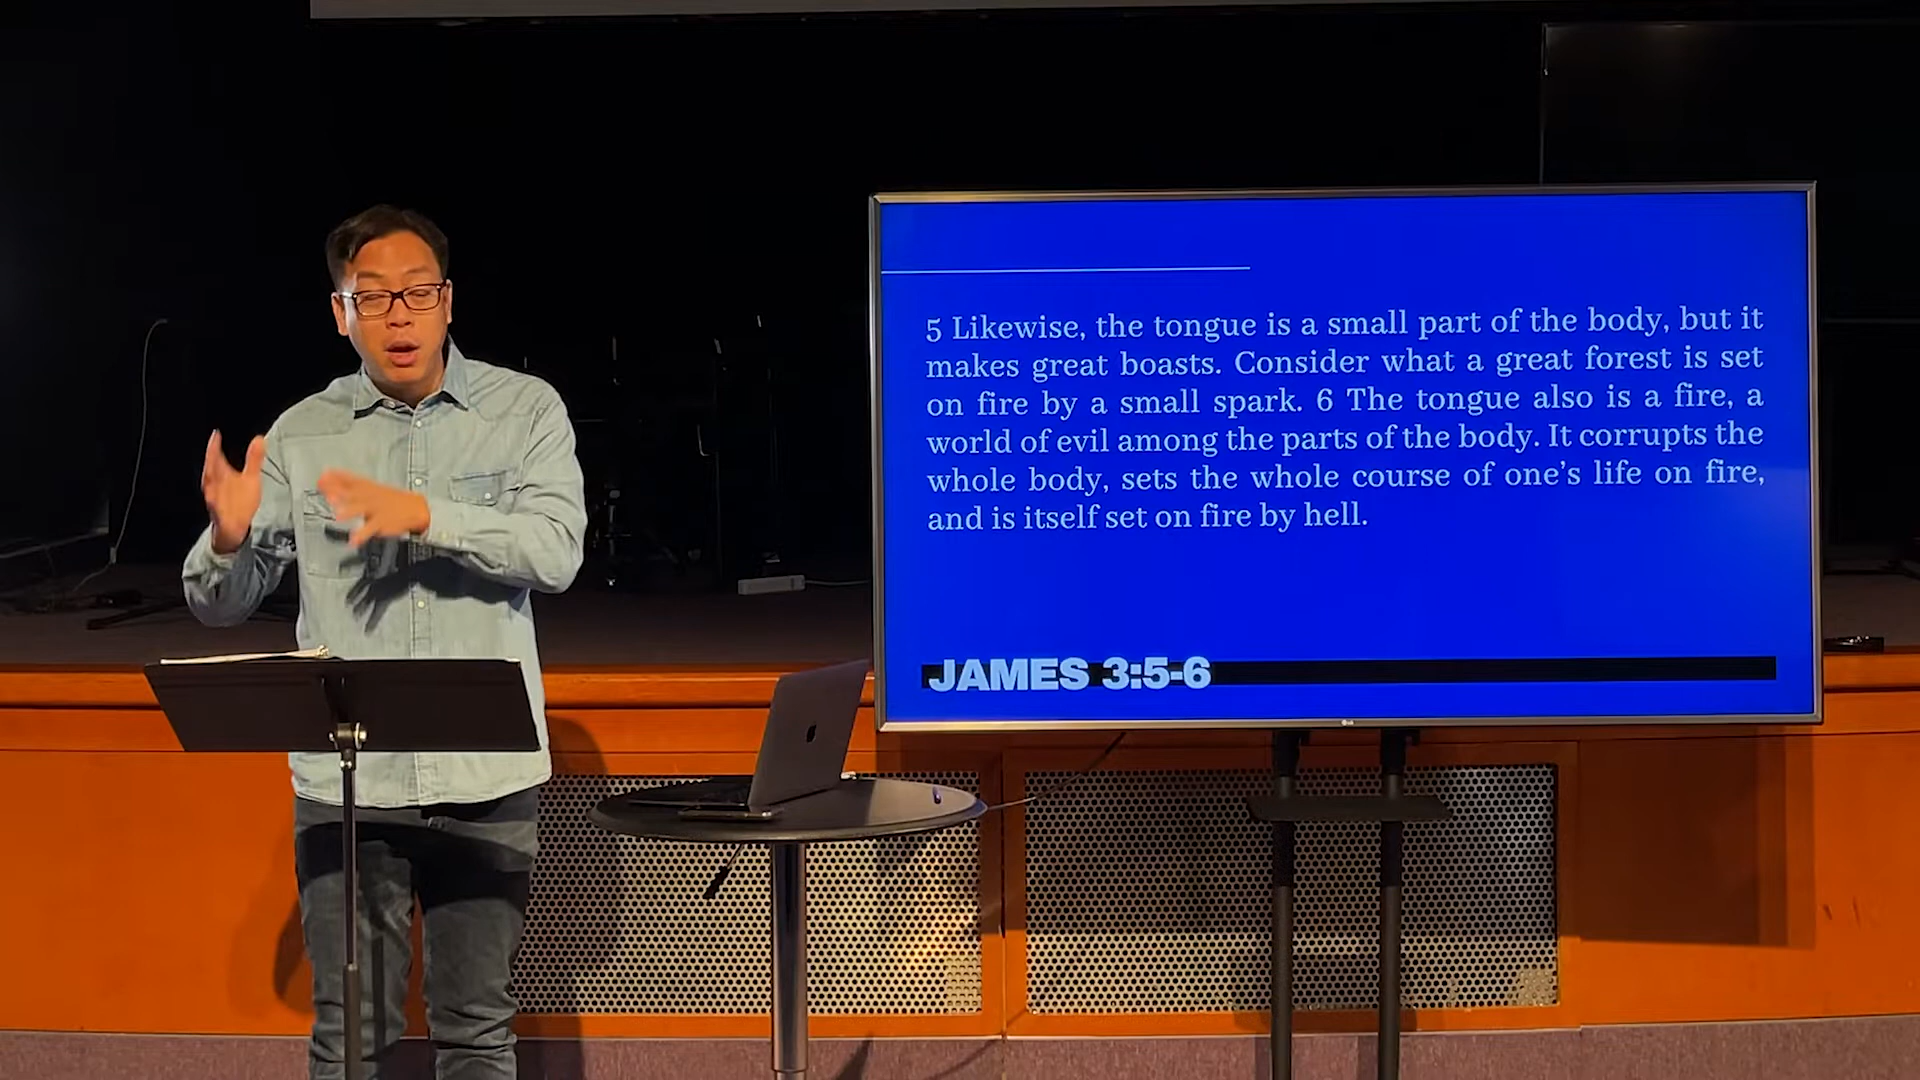 5 Likewise, the tongue is a small part of the body, but it
makes great boasts. Consider what a great forest is set
on fire by a small spark. 6 The tongue also is a fire, a
world of evil among the parts of the body. It corrupts the
whole body, sets the whole course of one’s life on fire,
and is itself set on fire by hell.
JAMES 3:5-6